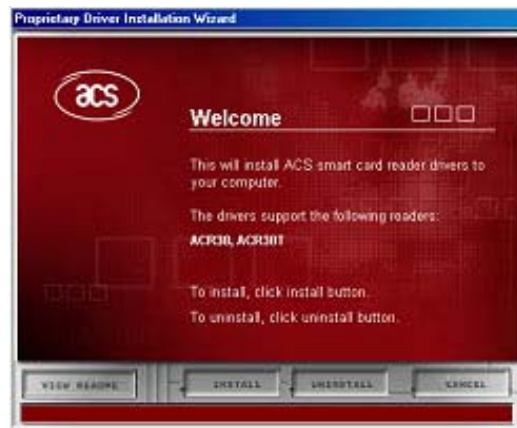 Proprietary Driver Installation Wizard
acs
Welcome
This will install ACS smart card reader drivers to
your computer.
The drivers support the following readers:
ACR30, ACR30T
To install, click install button.
To uninstall, click uninstall button.
VIEW README
INSTALL
UNINSTALL
CANCEL